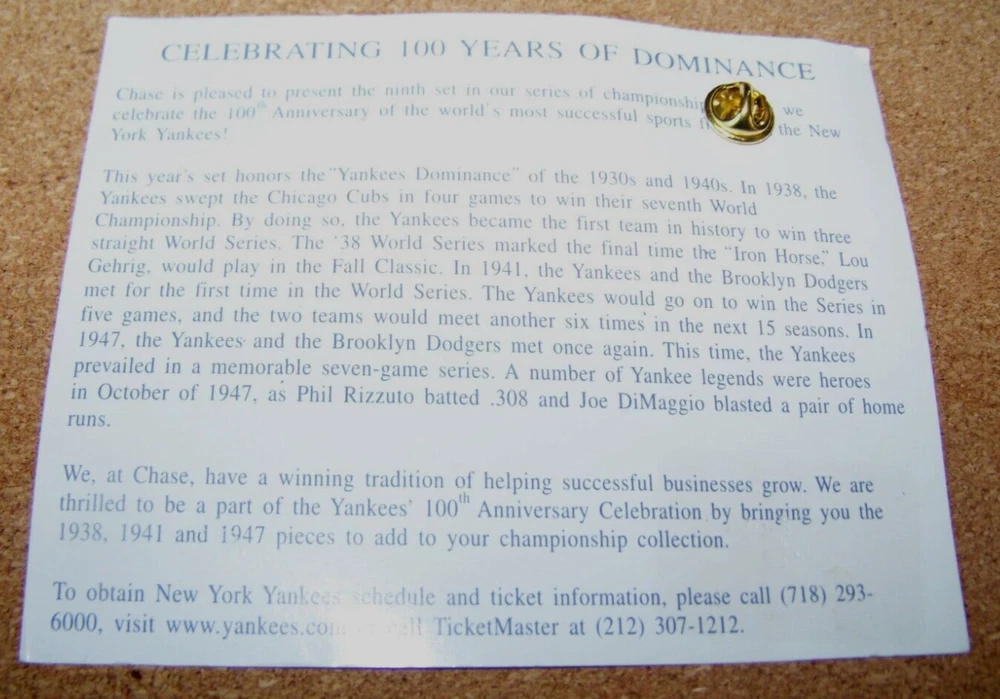 CELEBRATING 100 YEARS OF DOMINANCE
Chase is pleased to present the ninth set in our series of championship we
celebrate the 100th Anniversary of the world's most successful sports the New
York Yankees!
This year's set honors the "Yankees Dominance" of the 1930s and 1940s. In 1938, the
Yankees swept the Chicago Cubs in four games to win their seventh World
Championship. By doing so, the Yankees became the first team in history to win three
straight World Series. The '38 World Series marked the final time the "Iron Horse," Lou
Gehrig, would play in the Fall Classic. In 1941, the Yankees and the Brooklyn Dodgers
met for the first time in the World Series. The Yankees would go on to win the Series in
five games, and the two teams would meet another six times in the next 15 seasons. In
1947, the Yankees and the Brooklyn Dodgers met once again. This time, the Yankees
prevailed in a memorable seven-game series. A number of Yankee legends were heroes
in October of 1947, as Phil Rizzuto batted .308 and Joe DiMaggio blasted a pair of home
runs.
We, at Chase, have a winning tradition of helping successful businesses grow. We are
thrilled to be a part of the Yankees' 100th Anniversary Celebration by bringing you the
1938, 1941 and 1947 pieces to add to your championship collection.
To obtain New York Yankees schedule and ticket information, please call (718) 293-
6000, visit www.yankees.com or call TicketMaster at (212) 307-1212.